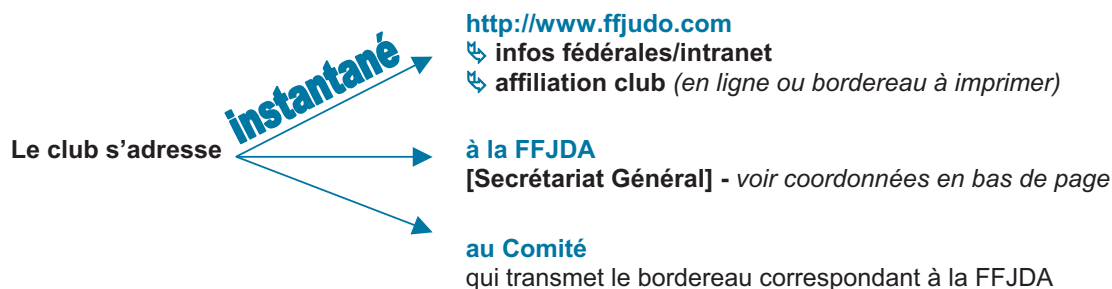 http://www.ffjudo.com
↳ infos fédérales/intranet
↳ affiliation club (en ligne ou bordereau à imprimer)
instantané
Le club s’adresse
à la FFJDA
[Secrétariat Général] - voir coordonnées en bas de page
au Comité
qui transmet le bordereau correspondant à la FFJDA